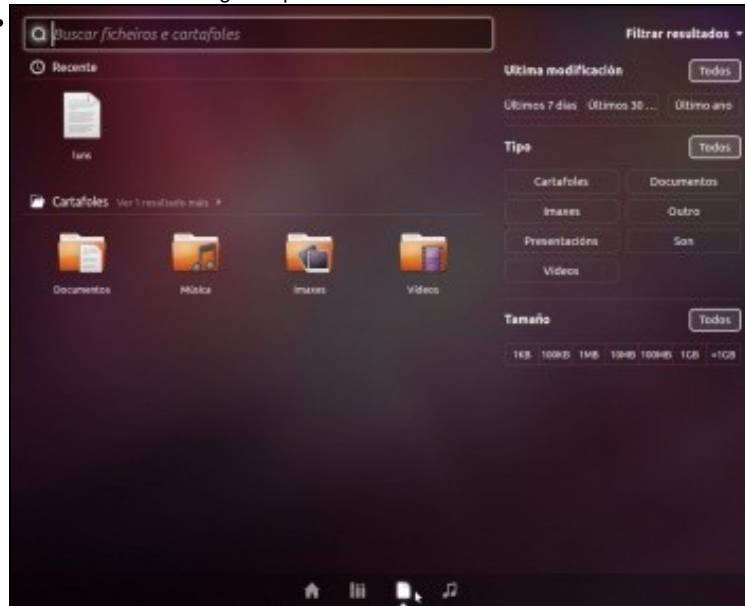 Buscar ficheiros e cartafoles
Filtrar resultados
Recente
luns
Cartafoles Ver 1 resultado máis
Documentos Música Imaxes Vídeos
Ultima modificación Todos
Últimos 7 días Últimos 30 ... Último ano
Tipo Todos
Cartafoles Documentos
Imaxes Outro
Presentacións Son
Vídeos
Tamaño Todos
1KB 100KB 1MB 10MB 100MB 1GB >1GB